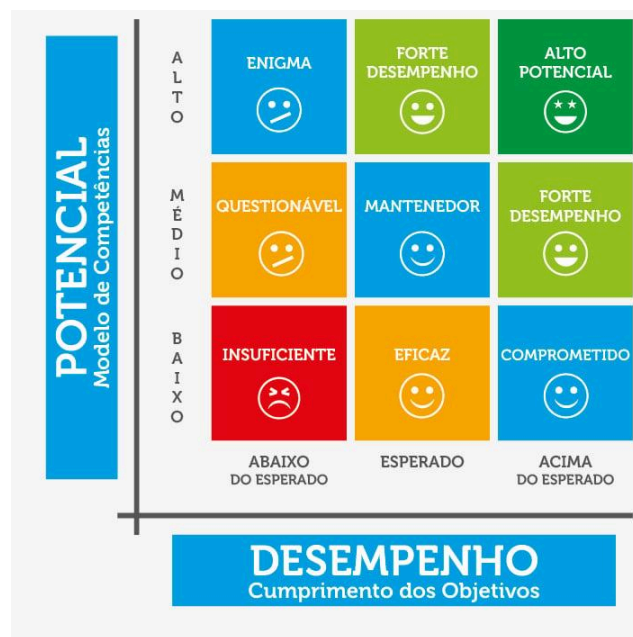 POTENCIAL
Modelo de Competências
ALTO
ENIGMA
FORTE
DESEMPENHO
ALTO
POTENCIAL
MÉDIO
QUESTIONÁVEL
MANTENEDOR
FORTE
DESEMPENHO
BAIXO
INSUFICIENTE
EFICAZ
COMPROMETIDO
ABAIXO
DO ESPERADO
ESPERADO
ACIMA
DO ESPERADO
DESEMPENHO
Cumprimento dos Objetivos